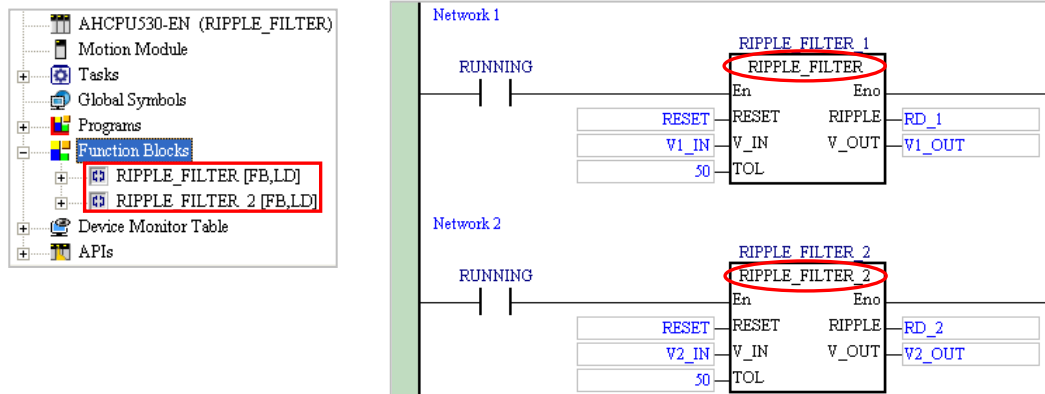 AHCPU530-EN (RIPPLE_FILTER)
Motion Module
Tasks
Global Symbols
Programs
Function Blocks
RIPPLE_FILTER [FB,LD]
RIPPLE_FILTER_2 [FB,LD]
Device Monitor Table
APIs
Network 1
RIPPLE_FILTER_1
RUNNING
RIPPLE_FILTER
En Eno
RESET RESET RIPPLE RD_1
V1_IN V_IN V_OUT V1_OUT
50 TOL
Network 2
RIPPLE_FILTER_2
RUNNING
RIPPLE_FILTER_2
En Eno
RESET RESET RIPPLE RD_2
V2_IN V_IN V_OUT V2_OUT
50 TOL